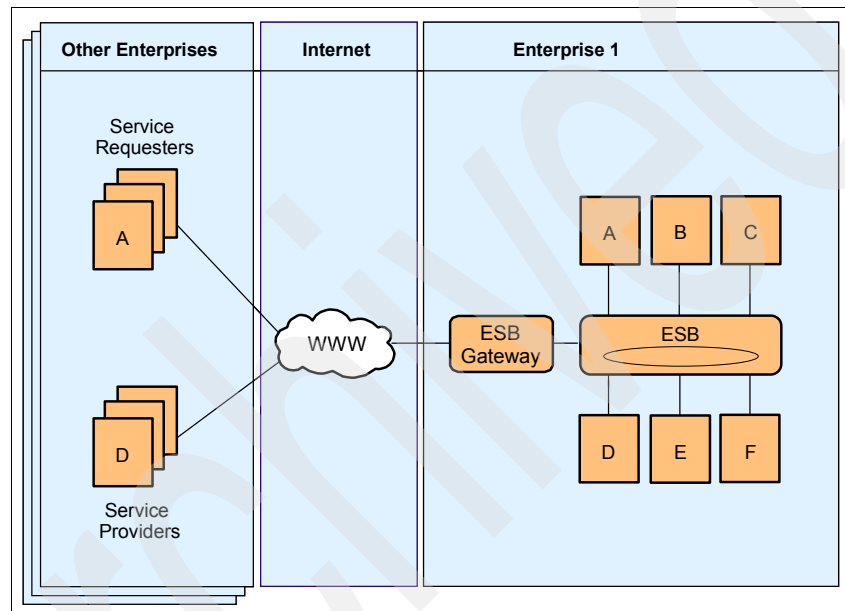 Other Enterprises
Internet
Enterprise 1
Service
Requesters
A
A
B
C
WWW
ESB
Gateway
ESB
D
D
E
F
Service
Providers